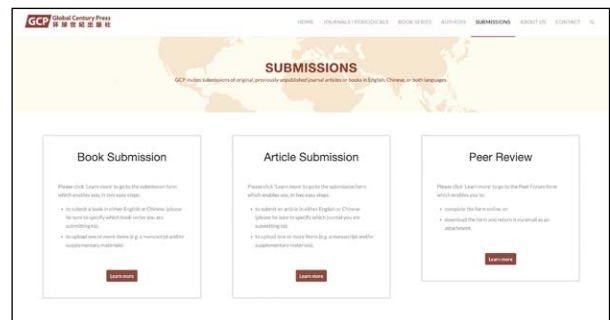 GCP Global Century Press
环球世紀出版社
HOME JOURNALS / PERIODICALS BOOK SERIES AUTHORS SUBMISSIONS ABOUT US CONTACT
SUBMISSIONS
GCP invites submissions of original, previously unpublished journal articles or books in English, Chinese, or both languages.
Book Submission
Please click 'Learn more' to go to the submission form
which enables you, in two easy steps:
to submit a book in either English or Chinese (please
be sure to specify which book series you are
submitting to);
to upload one or more items (e.g. a manuscript and/or
supplementary materials).
Learn more
Article Submission
Please click 'Learn more' to go to the submission form
which enables you, in two easy steps:
to submit an article in either English or Chinese
(please be sure to specify which journal you are
submitting to);
to upload one or more items (e.g. a manuscript and/or
supplementary materials).
Learn more
Peer Review
Please click 'Learn more' to go to the Peer Forum form
which enables you to:
complete the form online, or
download the form and return it via email as an
attachment.
Learn more